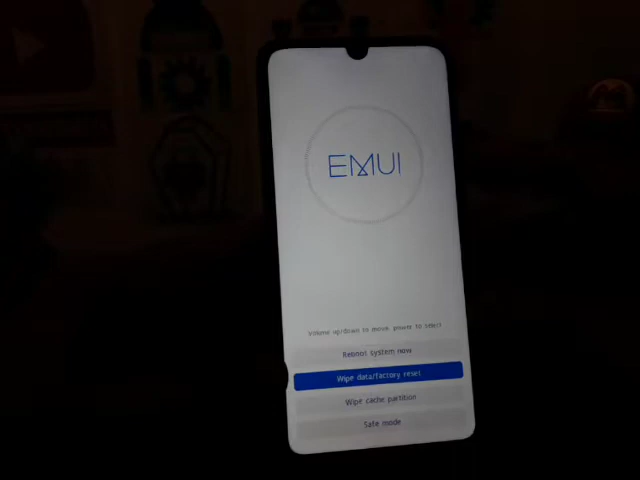 EMUI
Volume up/down to move, power to select
Reboot system now
Wipe data/factory reset
Wipe cache partition
Safe mode